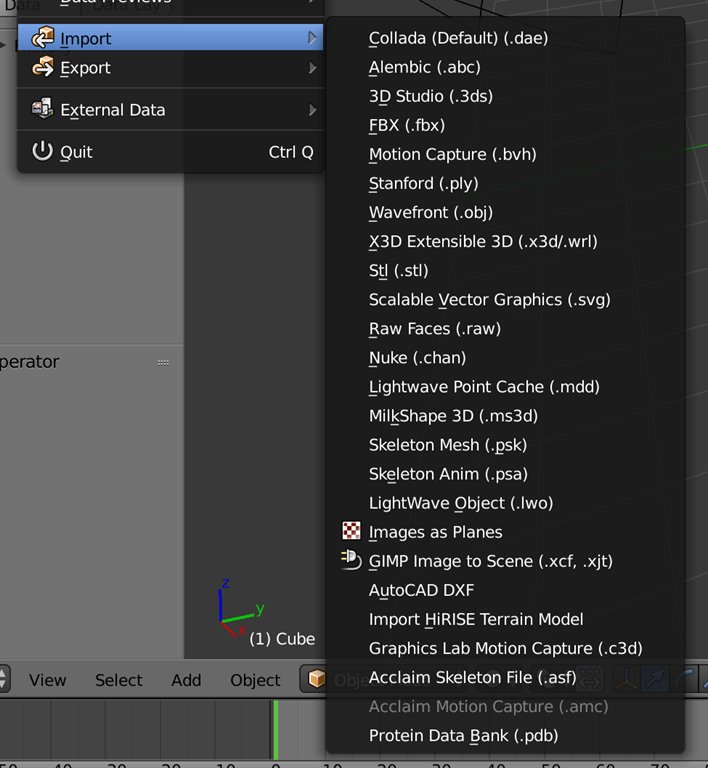 Data
Data Previews
Import
Export
External Data
Quit Ctrl Q
Collada (Default) (.dae)
Alembic (.abc)
3D Studio (.3ds)
FBX (.fbx)
Motion Capture (.bvh)
Stanford (.ply)
Wavefront (.obj)
X3D Extensible 3D (.x3d/.wrl)
Stl (.stl)
Scalable Vector Graphics (.svg)
Raw Faces (.raw)
Nuke (.chan)
Lightwave Point Cache (.mdd)
MilkShape 3D (.ms3d)
Skeleton Mesh (.psk)
Skeleton Anim (.psa)
LightWave Object (.lwo)
Images as Planes
GIMP Image to Scene (.xcf, .xjt)
AutoCAD DXF
Import HiRISE Terrain Model
Graphics Lab Motion Capture (.c3d)
Acclaim Skeleton File (.asf)
Acclaim Motion Capture (.amc)
Protein Data Bank (.pdb)
perator
z
y
x
(1) Cube
View Select Add Object